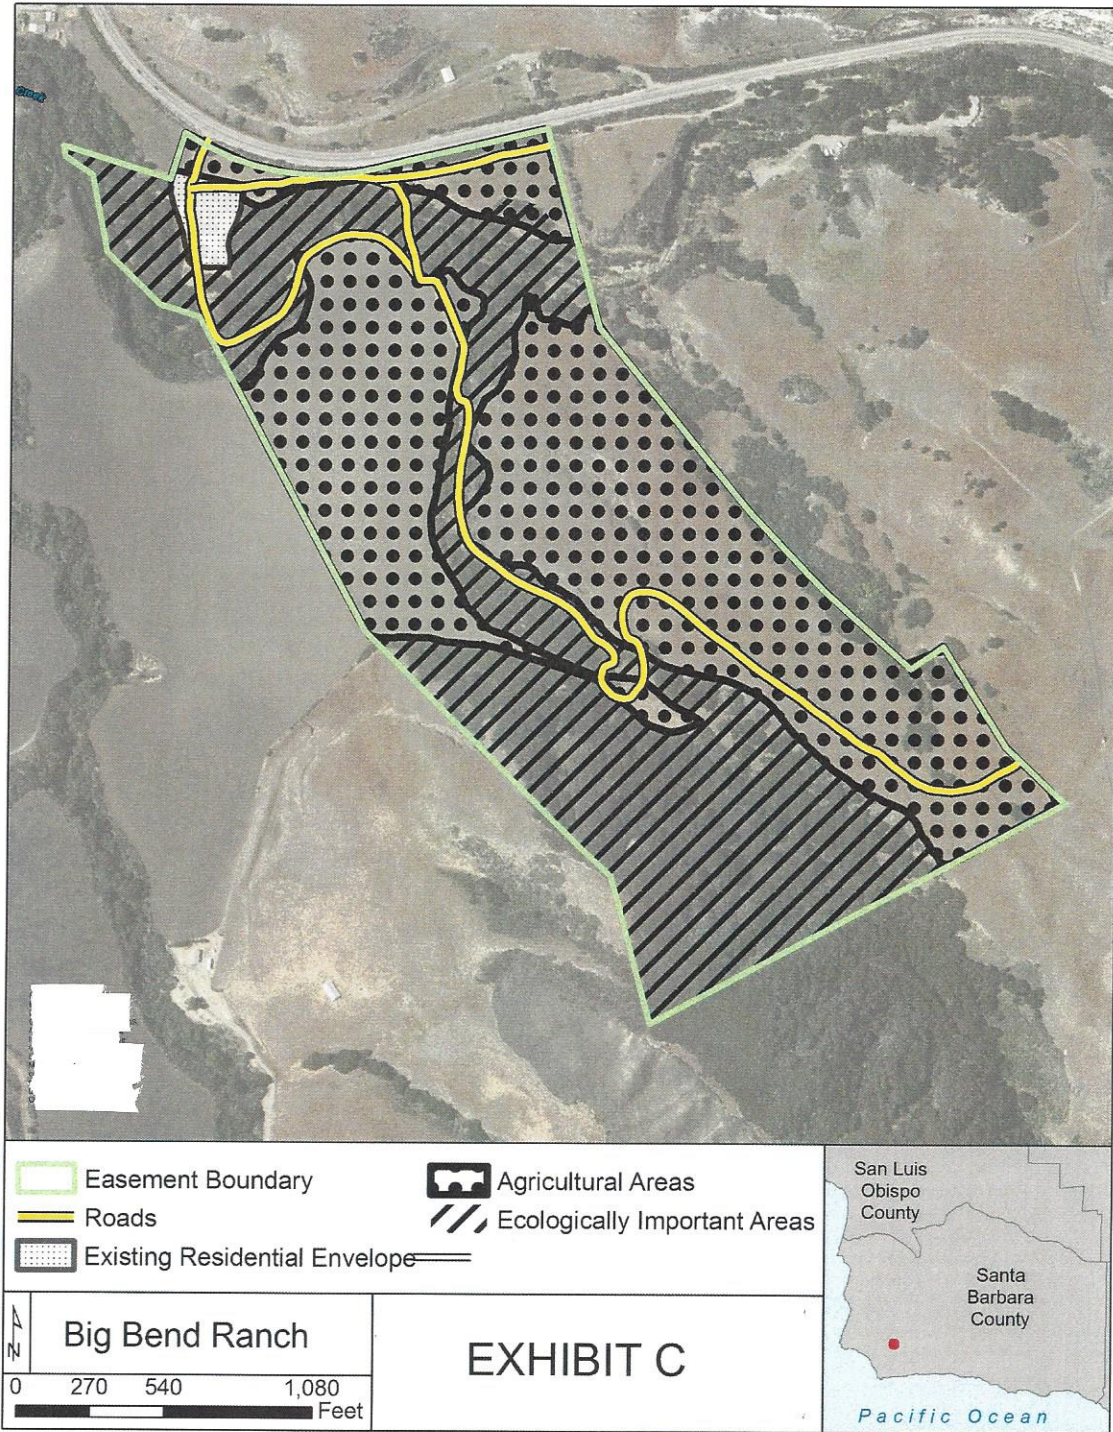 Creek
Easement Boundary
Roads
Existing Residential Envelope
Agricultural Areas
Ecologically Important Areas
San Luis
Obispo
County
Santa
Barbara
County
Pacific Ocean
N
Big Bend Ranch
0 270 540 1,080
Feet
EXHIBIT C